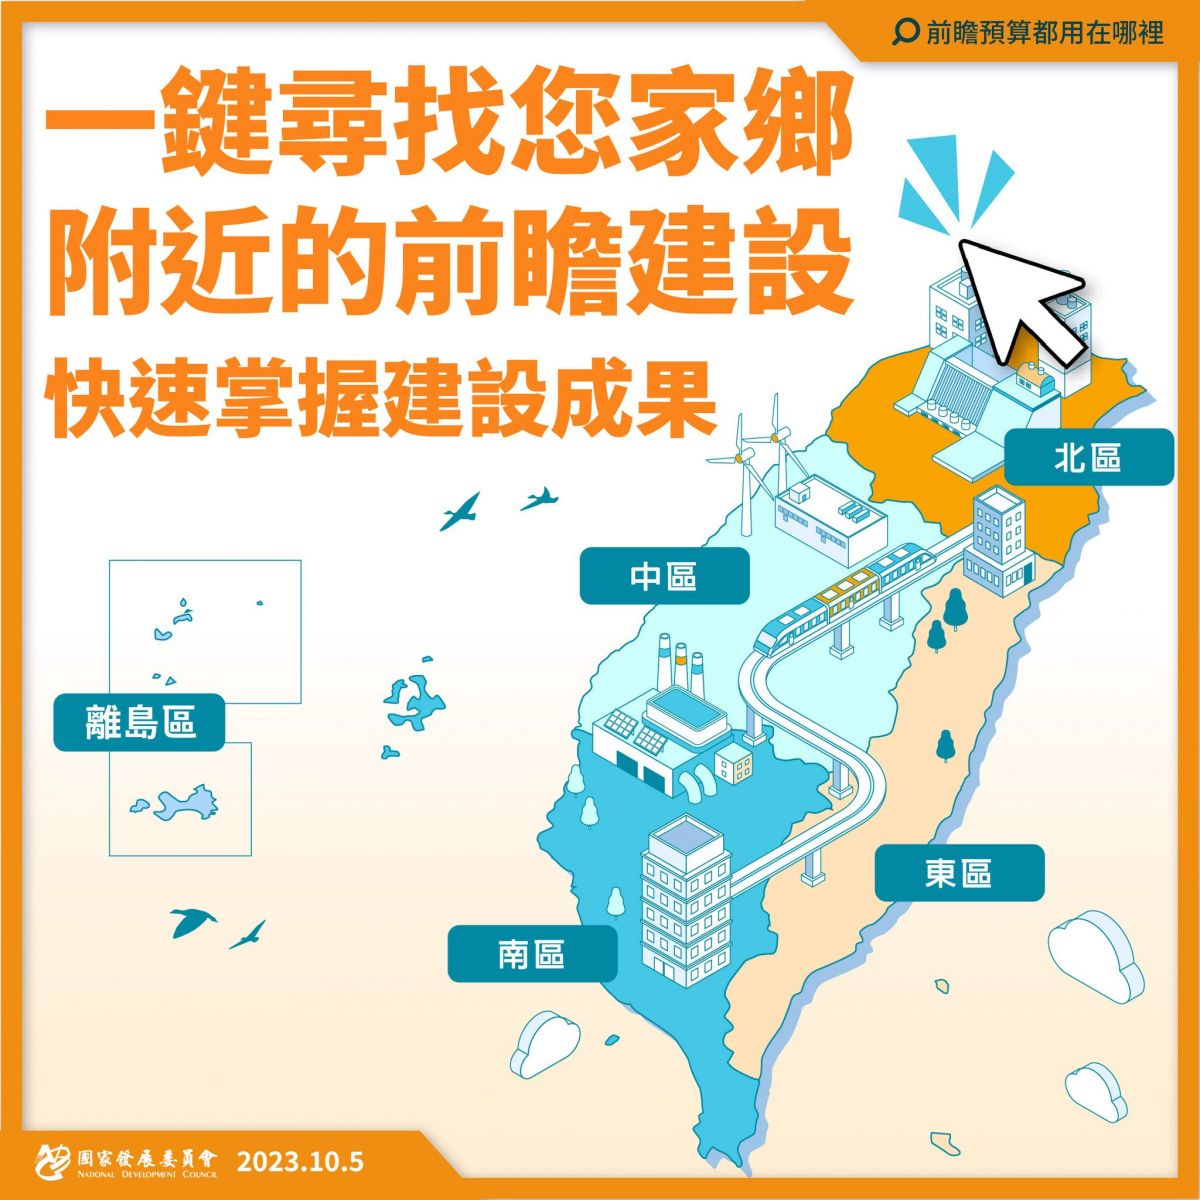 前瞻預算都用在哪裡
一鍵尋找您家鄉
附近的前瞻建設
快速掌握建設成果
北區
中區
離島區
東區
南區
國家發展委員會
NATIONAL DEVELOPMENT COUNCIL
2023.10.5